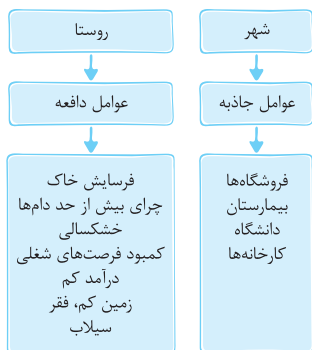 شهر
عوامل جاذبه
فروشگاه‌ها
بیمارستان
دانشگاه
کارخانه‌ها
روستا
عوامل دافعه
فرسایش خاک
چرای بیش از حد دام‌ها
خشکسالی
کمبود فرصت‌های شغلی
درآمد کم
زمین کم، فقر
سیلاب